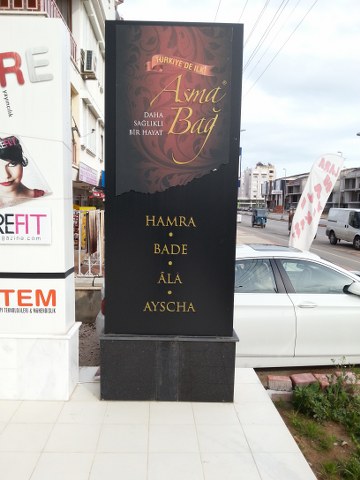 TÜRKİYE'DE İLK!
Asma
Bağ
DAHA
SAĞLIKLI
BİR HAYAT
HAMRA
BADE
ÂLA
AYSCHA
RE
REFIT
TEM